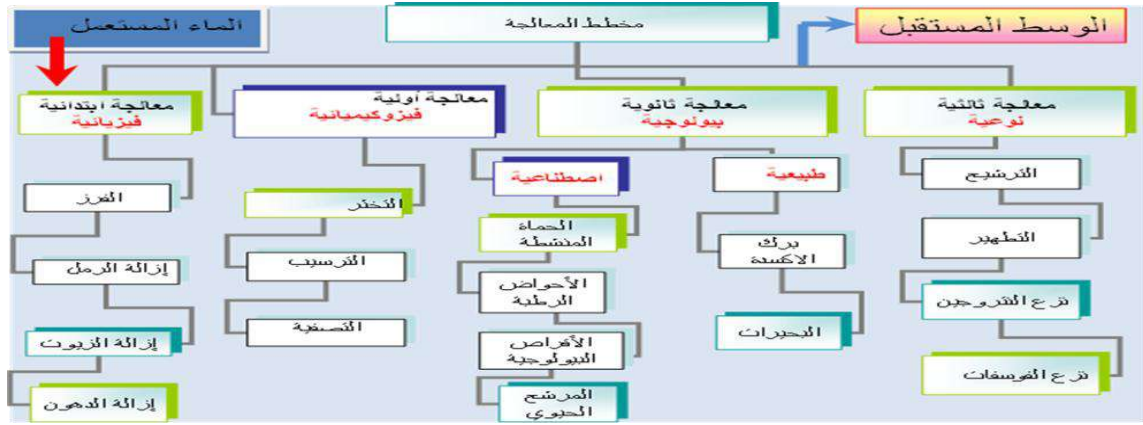 الماء المستعمل
مخطط المعالجة
الوسط المستقبل
معالجة ابتدائية
فيزيائية
معالجة أولية
فيزوكيميائية
معالجة ثانوية
بيولوجية
معالجة ثالثية
نوعية
الفرز
إزالة الرمل
إزالة الزيوت
إزالة الدهون
التخثر
الترسيب
التصفية
اصطناعية
الحماة
المنشطة
الأحواض
الرطبة
الأقراص
البيولوجية
المرشح
الحيوي
طبيعية
برك
الاكسدة
البحيرات
الترشيح
التطهير
نزع النتروجين
نزع الفوسفات